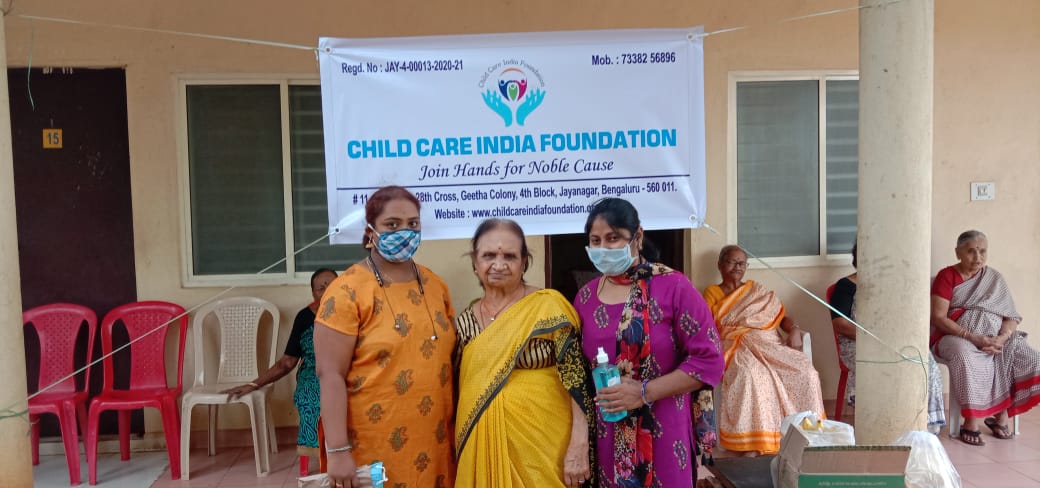 Regd. No : JAY-4-00013-2020-21
Mob. : 73382 56896
Child Care India Foundation
CHILD CARE INDIA FOUNDATION
Join Hands for Noble Cause
28th Cross, Geetha Colony, 4th Block, Jayanagar, Bengaluru - 560 011.
Website : www.childcareindiafoundation.o
15